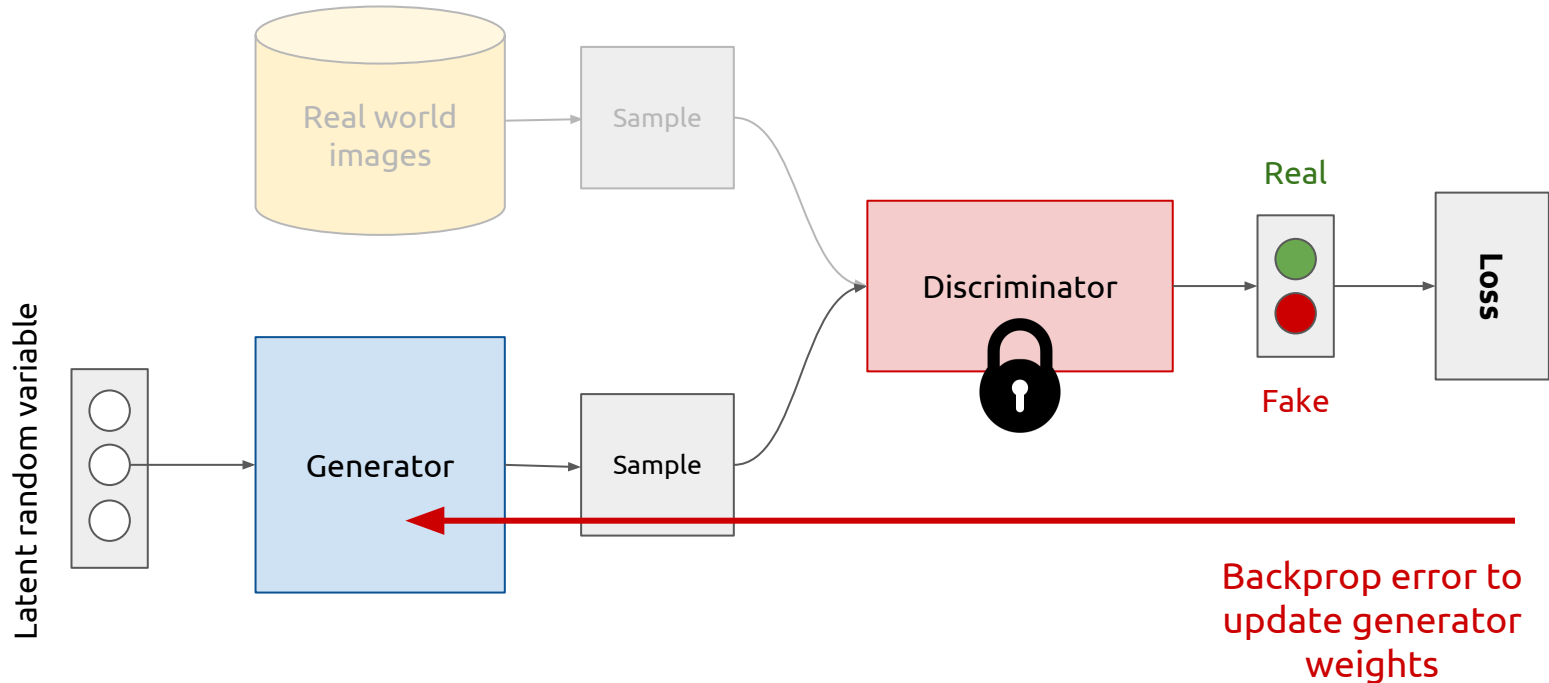 Real world
images
Sample
Real
Discriminator
Loss
Fake
Latent random variable
Generator
Sample
Backprop error to
update generator
weights